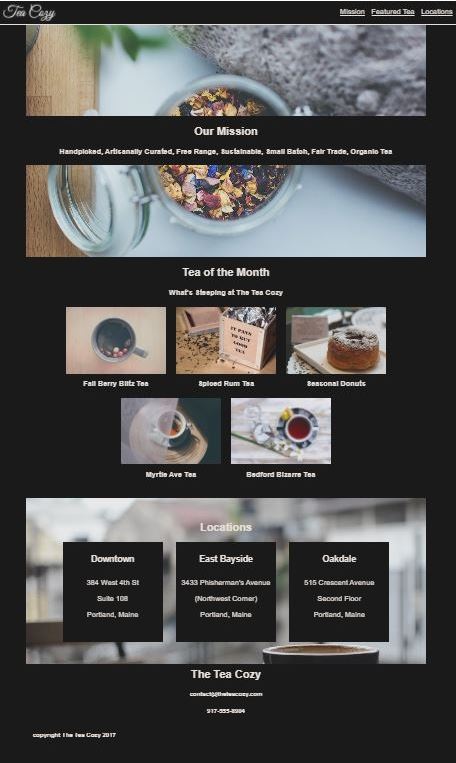 Tea Cozy
Mission Featured Tea Locations
Our Mission
Handpicked, Artisanally Curated, Free Range, Sustainable, Small Batch, Fair Trade, Organic Tea
Tea of the Month
What's Steeping at The Tea Cozy
IT PAYS
TO BUY
GOOD
TEA
Fall Berry Blitz Tea
Spiced Rum Tea
Seasonal Donuts
Myrtle Ave Tea
Bedford Bizarre Tea
Locations
Downtown
384 West 4th St
Suite 108
Portland, Maine
East Bayside
3433 Phisherman's Avenue
(Northwest Corner)
Portland, Maine
Oakdale
515 Crescent Avenue
Second Floor
Portland, Maine
The Tea Cozy
contact@theteacozy.com
917-555-8904
copyright The Tea Cozy 2017